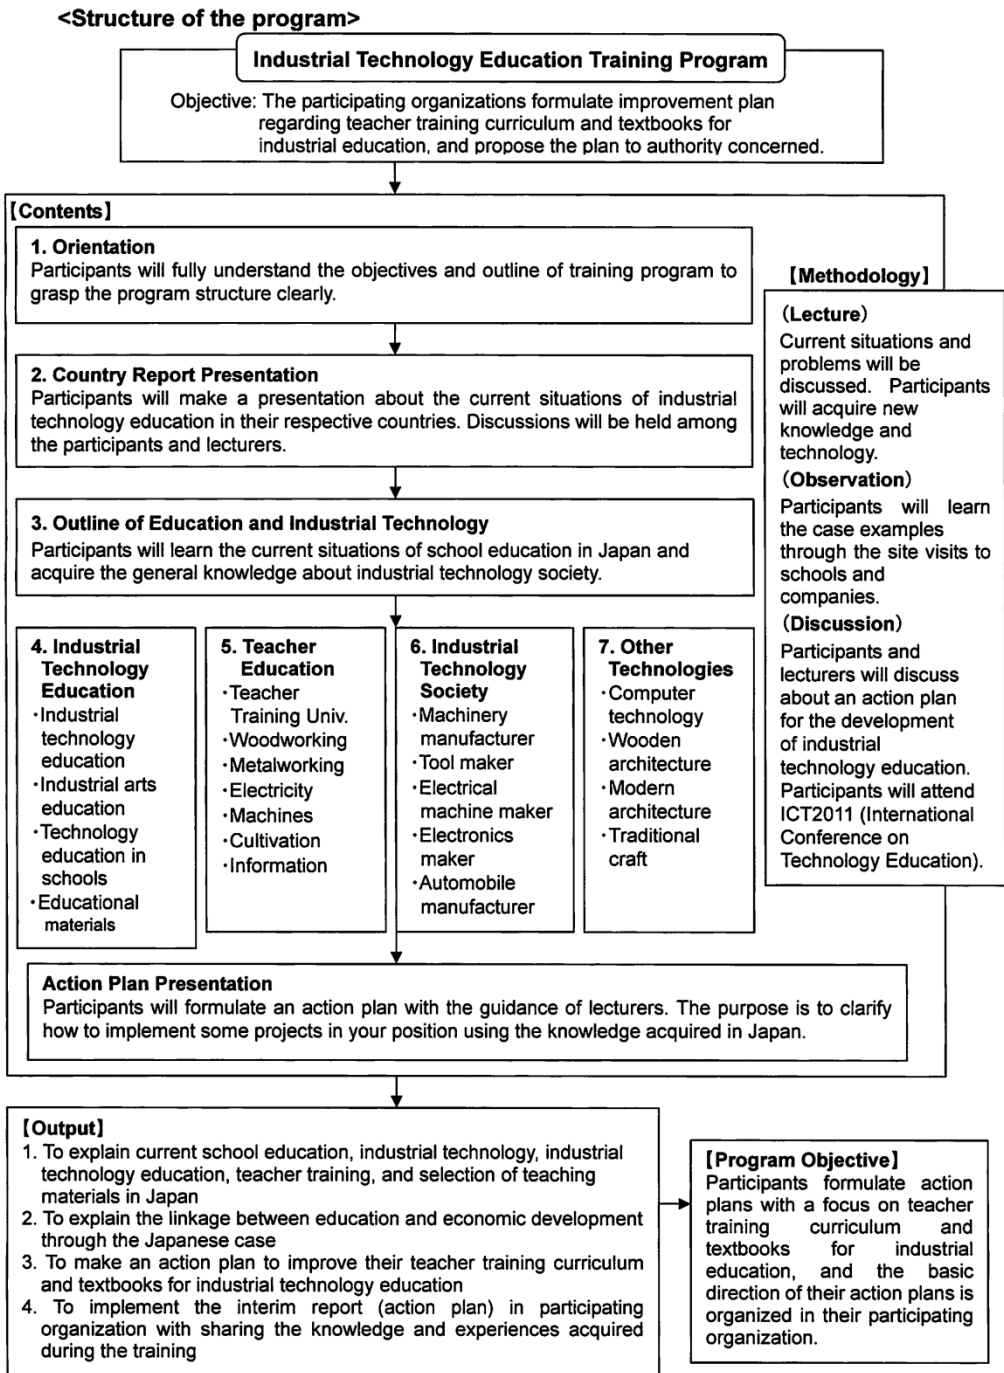 <Structure of the program>
Industrial Technology Education Training Program
Objective: The participating organizations formulate improvement plan
regarding teacher training curriculum and textbooks for
industrial education, and propose the plan to authority concerned.
【Contents】
1. Orientation
Participants will fully understand the objectives and outline of training program to
grasp the program structure clearly.
2. Country Report Presentation
Participants will make a presentation about the current situations of industrial
technology education in their respective countries. Discussions will be held among
the participants and lecturers.
3. Outline of Education and Industrial Technology
Participants will learn the current situations of school education in Japan and
acquire the general knowledge about industrial technology society.
4. Industrial
Technology
Education
・Industrial
technology
education
・Industrial arts
education
・Technology
education in
schools
・Educational
materials
5. Teacher
Education
・Teacher
Training Univ.
・Woodworking
・Metalworking
・Electricity
・Machines
・Cultivation
・Information
6. Industrial
Technology
Society
・Machinery
manufacturer
・Tool maker
・Electrical
machine maker
・Electronics
maker
・Automobile
manufacturer
7. Other
Technologies
・Computer
technology
・Wooden
architecture
・Modern
architecture
・Traditional
craft
【Methodology】
（Lecture）
Current situations and
problems will be
discussed. Participants
will acquire new
knowledge and
technology.
（Observation）
Participants will learn
the case examples
through the site visits to
schools and
companies.
（Discussion）
Participants and
lecturers will discuss
about an action plan
for the development
of industrial
technology education.
Participants will attend
ICT2011 (International
Conference on
Technology Education).
Action Plan Presentation
Participants will formulate an action plan with the guidance of lecturers. The purpose is to clarify
how to implement some projects in your position using the knowledge acquired in Japan.
【Output】
1. To explain current school education, industrial technology, industrial
technology education, teacher training, and selection of teaching
materials in Japan
2. To explain the linkage between education and economic development
through the Japanese case
3. To make an action plan to improve their teacher training curriculum
and textbooks for industrial technology education
4. To implement the interim report (action plan) in participating
organization with sharing the knowledge and experiences acquired
during the training
【Program Objective】
Participants formulate action
plans with a focus on teacher
training curriculum and
textbooks for industrial
education, and the basic
direction of their action plans is
organized in their participating
organization.